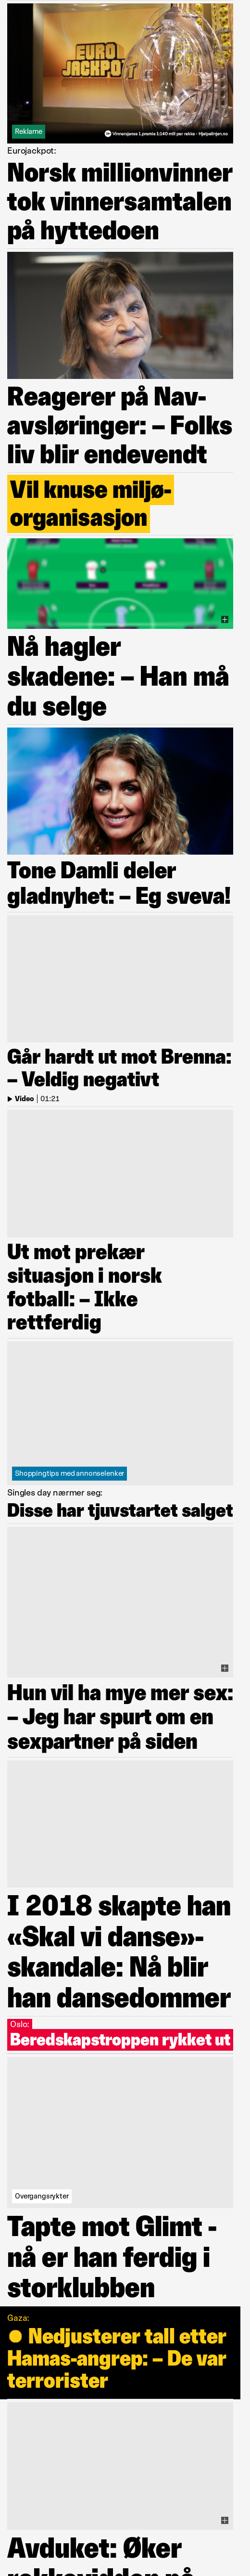 EURO
JACKPOT
Reklame
Vinnersjanse 1.premie 1:140 mill per rekke - Hjelpelinjen.no
Eurojackpot:
Norsk millionvinner
tok vinnersamtalen
på hyttedoen
Reagerer på Nav-
avsløringer: – Folks
liv blir endevendt
Vil knuse miljø-
organisasjon
Nå hagler
skadene: – Han må
du selge
Tone Damli deler
gladnyhet: – Eg sveva!
Går hardt ut mot Brenna:
– Veldig negativt
Video | 01:21
Ut mot prekær
situasjon i norsk
fotball: – Ikke
rettferdig
Shoppingtips med annonselenker
Singles day nærmer seg:
Disse har tjuvstartet salget
Hun vil ha mye mer sex:
– Jeg har spurt om en
sexpartner på siden
I 2018 skapte han
«Skal vi danse»-
skandale: Nå blir
han dansedommer
Oslo:
Beredskapstroppen rykket ut
Overgangsrykter
Tapte mot Glimt -
nå er han ferdig i
storklubben
Gaza:
Nedjusterer tall etter
Hamas-angrep: – De var
terrorister
Avduket: Øker